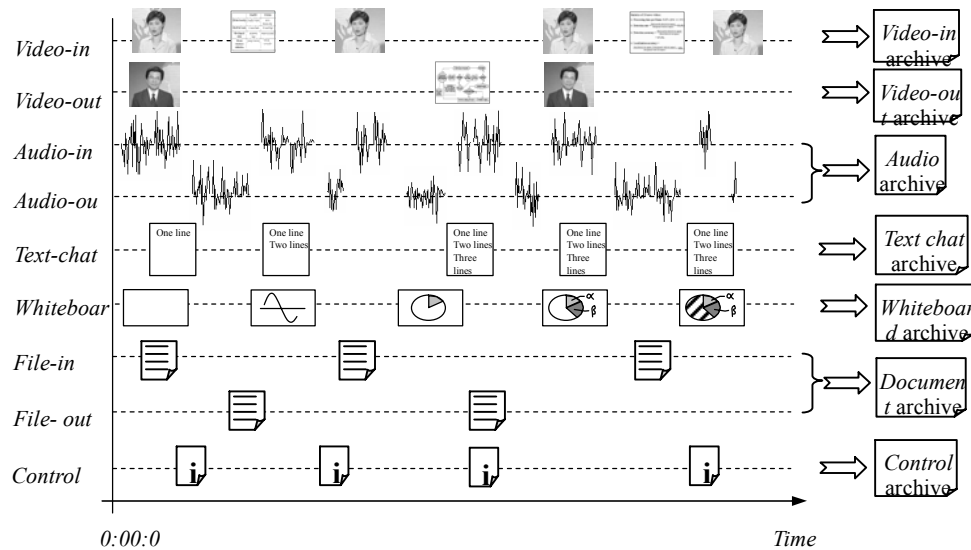 Video-in
Video-in
archive
Video-out
Video-ou
t archive
Audio-in
Audio
archive
Audio-ou
Text-chat
One line
One line
Two lines
One line
Two lines
Three
lines
One line
Two lines
Three
lines
One line
Two lines
Three
lines
Text chat
archive
Whiteboar
α
β
α
β
Whiteboar
d archive
File-in
Documen
t archive
File- out
Control
i
i
i
i
Control
archive
0:00:0
Time